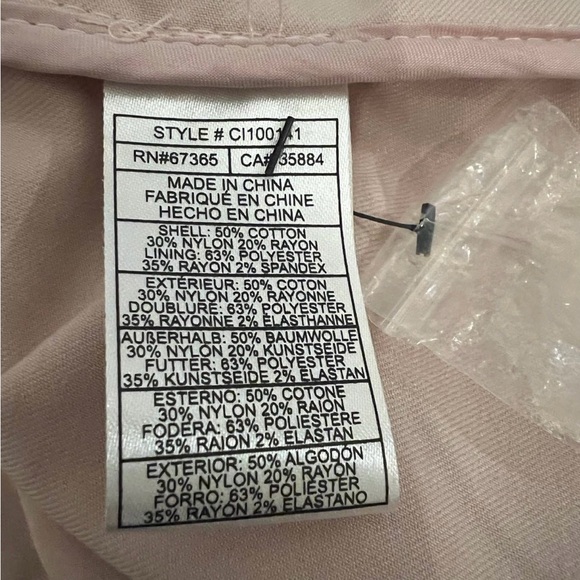 STYLE # CI100141
RN#67365 CA# 35884
MADE IN CHINA
FABRIQUÉ EN CHINE
HECHO EN CHINA
SHELL: 50% COTTON
30% NYLON 20% RAYON
LINING: 63% POLYESTER
35% RAYON 2% SPANDEX
EXTÉRIEUR: 50% COTON
30% NYLON 20% RAYONNE
DOUBLURE: 63% POLYESTER
35% RAYONNE 2% ÉLASTHANNE
AUßERHALB: 50% BAUMWOLLE
30% NYLON 20% KUNSTSEIDE
FUTTER: 63% POLYESTER
35% KUNSTSEIDE 2% ELASTAN
ESTERNO: 50% COTONE
30% NYLON 20% RAION
FODERA: 63% POLIESTERE
35% RAION 2% ELASTAN
EXTERIOR: 50% ALGODÓN
30% NYLON 20% RAYÓN
FORRO: 63% POLIÉSTER
35% RAYÓN 2% ELASTANO